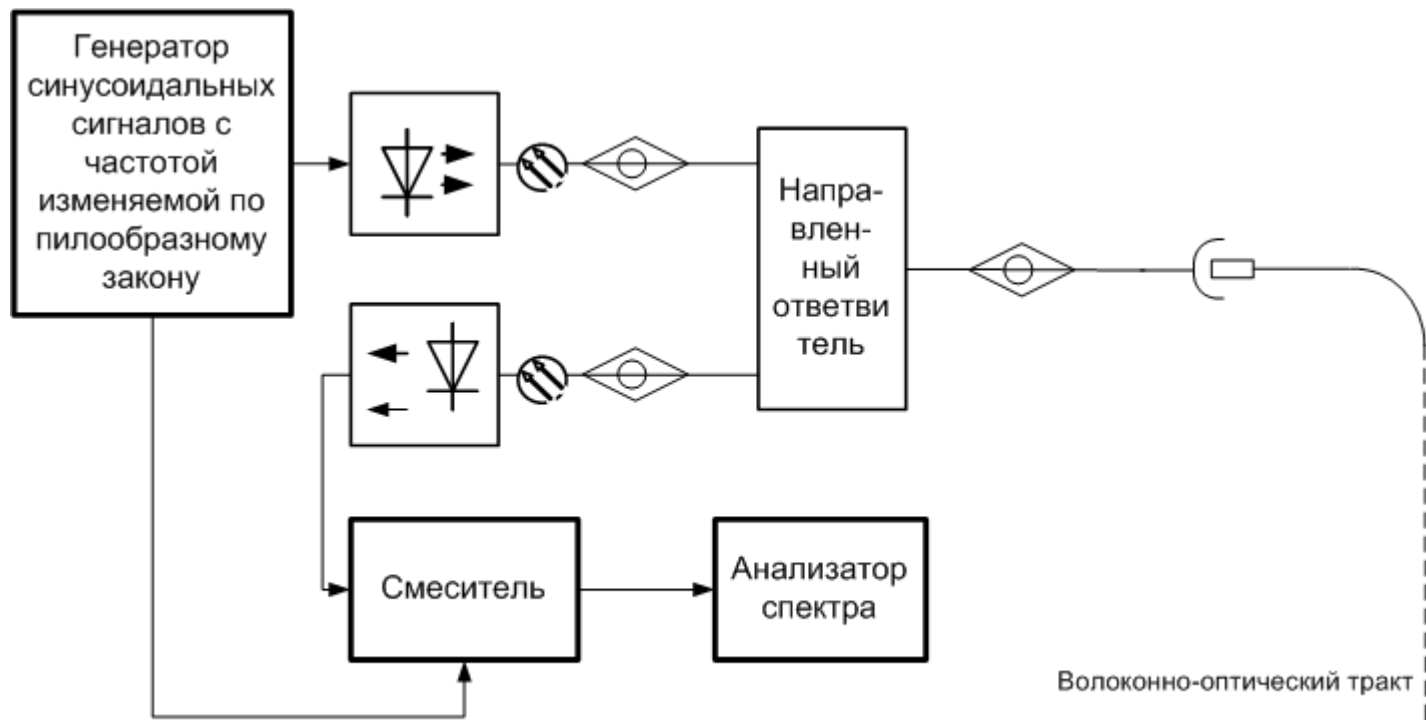 Генератор
синусоидальных
сигналов с
частотой
изменяемой по
пилообразному
закону
Напра-
влен-
ный
ответви
тель
Смеситель
Анализатор
спектра
Волоконно-оптический тракт